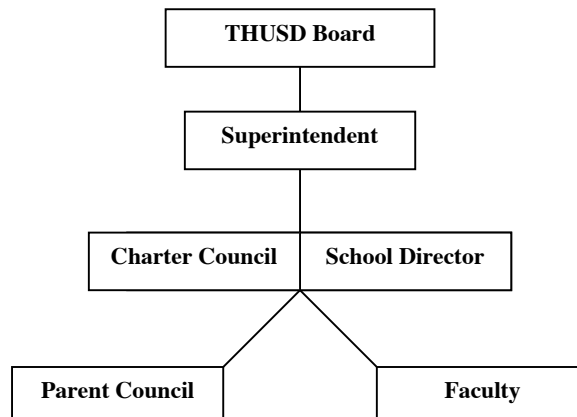 THUSD Board
Superintendent
Charter Council
School Director
Parent Council
Faculty